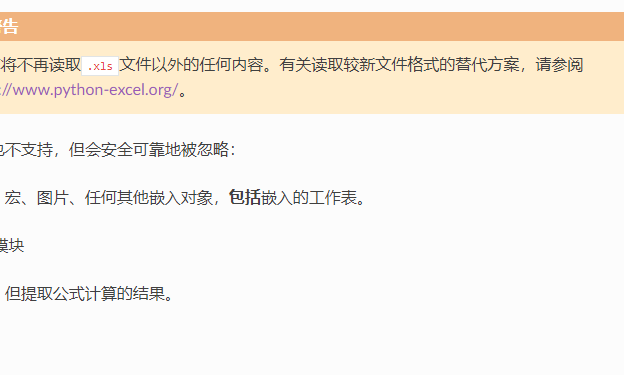 告
将不再读取 .xls 文件以外的任何内容。有关读取较新文件格式的替代方案，请参阅
://www.python-excel.org/。
也不支持，但会安全可靠地被忽略：
、宏、图片、任何其他嵌入对象，包括嵌入的工作表。
模块
，但提取公式计算的结果。